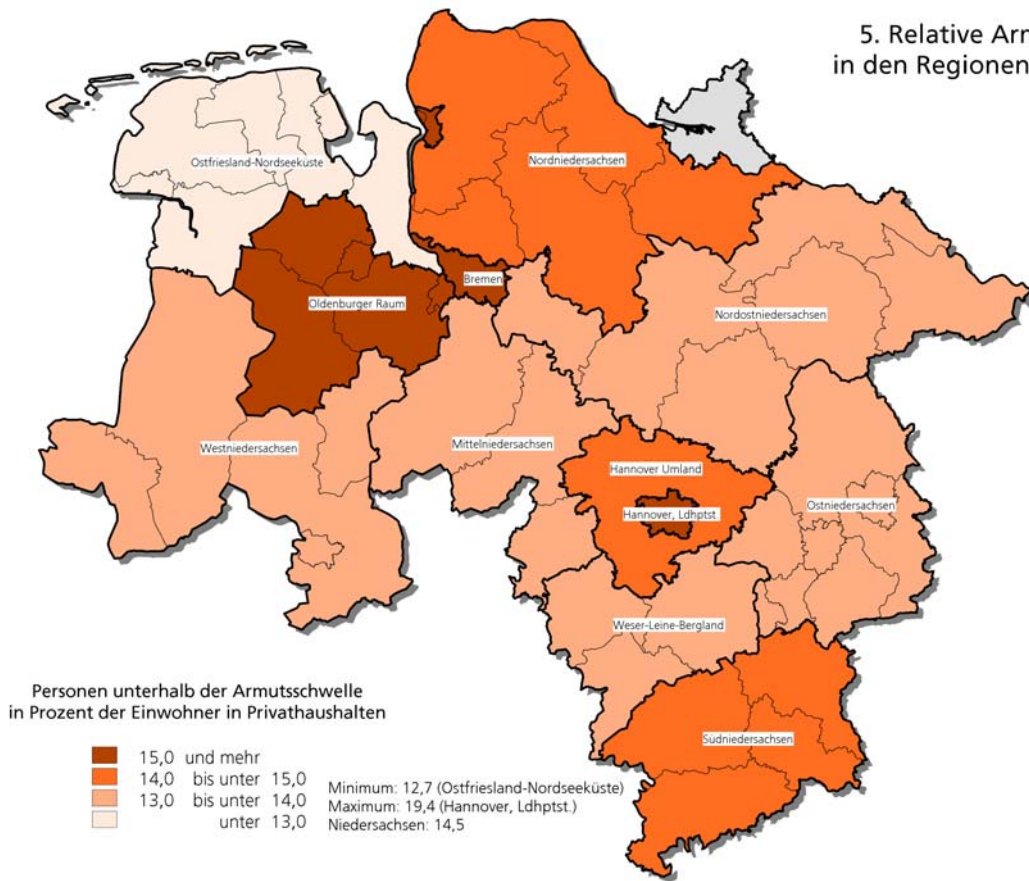 5. Relative Arm
in den Regionen
Ostfriesland-Nordseeküste
Nordniedersachsen
Bremen
Oldenburger Raum
Nordostniedersachsen
Westniedersachsen
Mittelniedersachsen
Hannover Umland
Hannover, Ldhptst
Ostniedersachsen
Weser-Leine-Bergland
Südniedersachsen
Personen unterhalb der Armutsschwelle
in Prozent der Einwohner in Privathaushalten
15,0 und mehr
14,0 bis unter 15,0
13,0 bis unter 14,0
unter 13,0
Minimum: 12,7 (Ostfriesland-Nordseeküste)
Maximum: 19,4 (Hannover, Ldhptst.)
Niedersachsen: 14,5